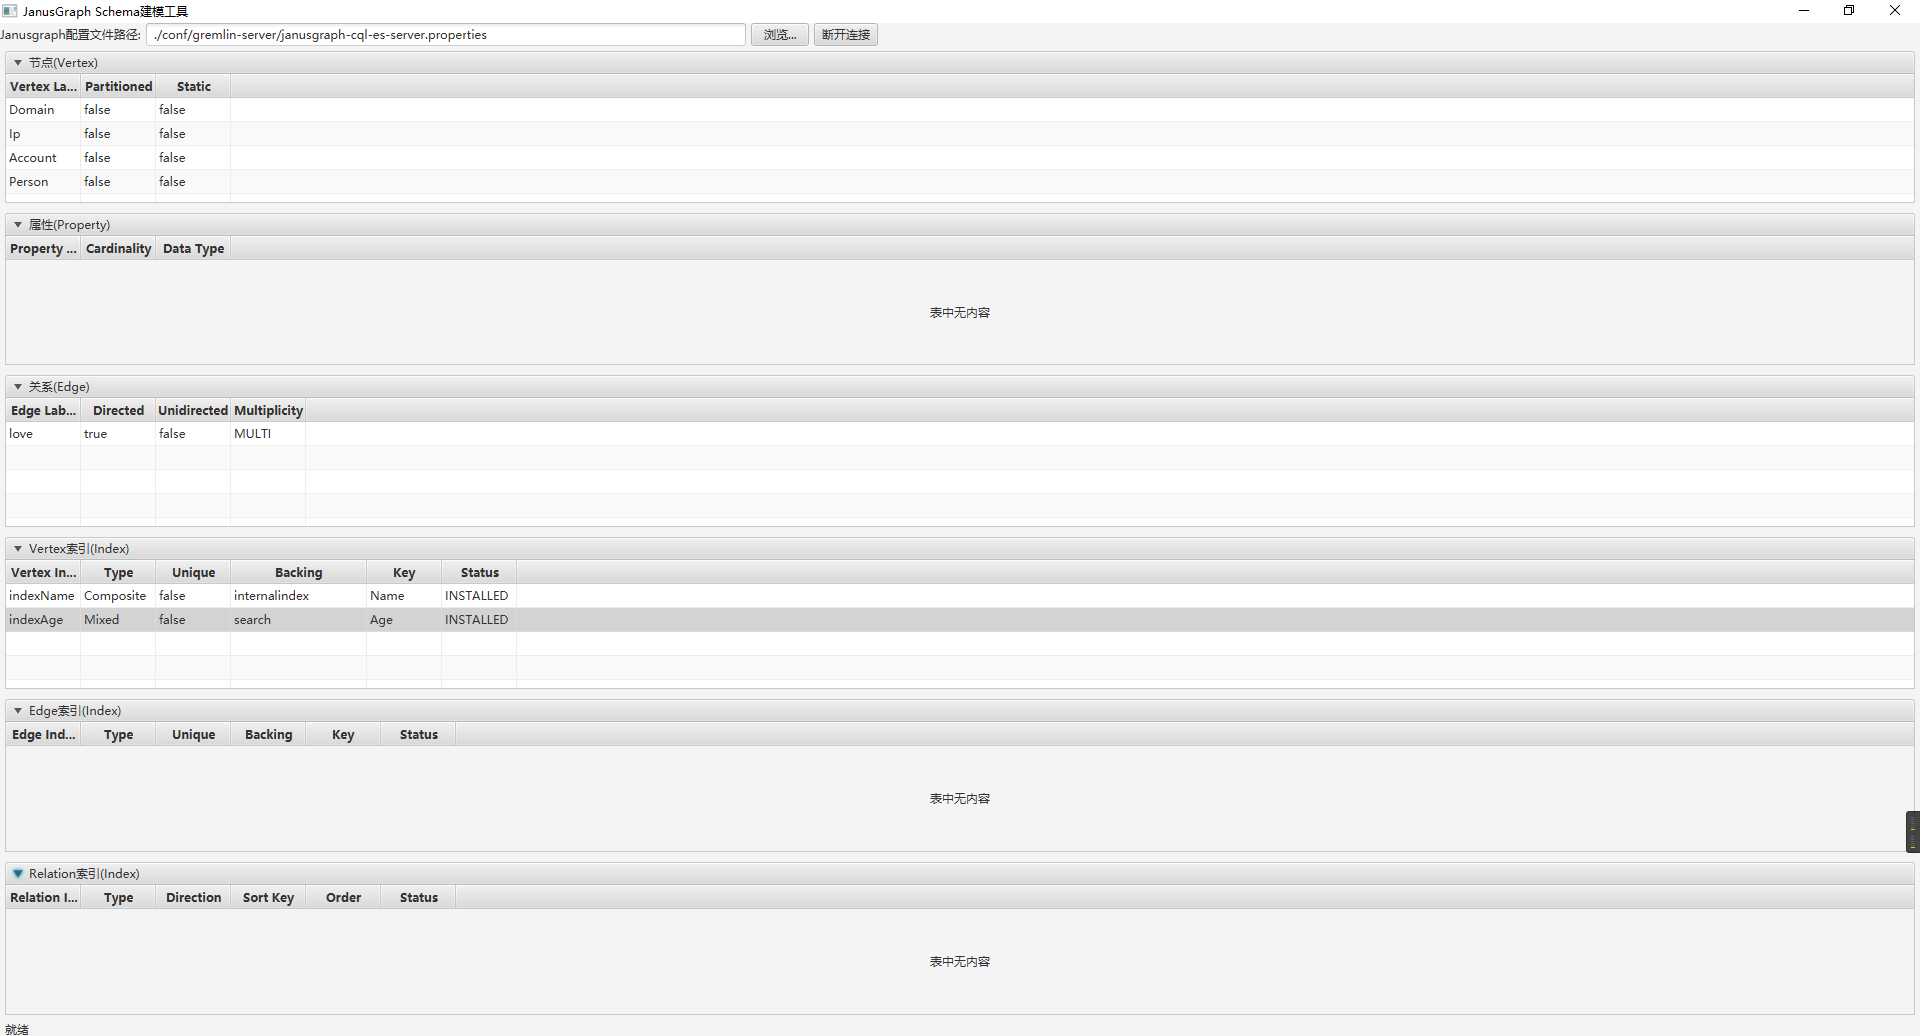 JanusGraph Schema建模工具
Janusgraph配置文件路径: ./conf/gremlin-server/janusgraph-cql-es-server.properties 浏览... 断开连接
节点(Vertex)
Vertex La... Partitioned Static
Domain false false
Ip false false
Account false false
Person false false
属性(Property)
Property ... Cardinality Data Type
表中无内容
关系(Edge)
Edge Lab... Directed Unidirected Multiplicity
love true false MULTI
Vertex索引(Index)
Vertex In... Type Unique Backing Key Status
indexName Composite false internalindex Name INSTALLED
indexAge Mixed false search Age INSTALLED
Edge索引(Index)
Edge Ind... Type Unique Backing Key Status
表中无内容
Relation索引(Index)
Relation I... Type Direction Sort Key Order Status
表中无内容
就绪